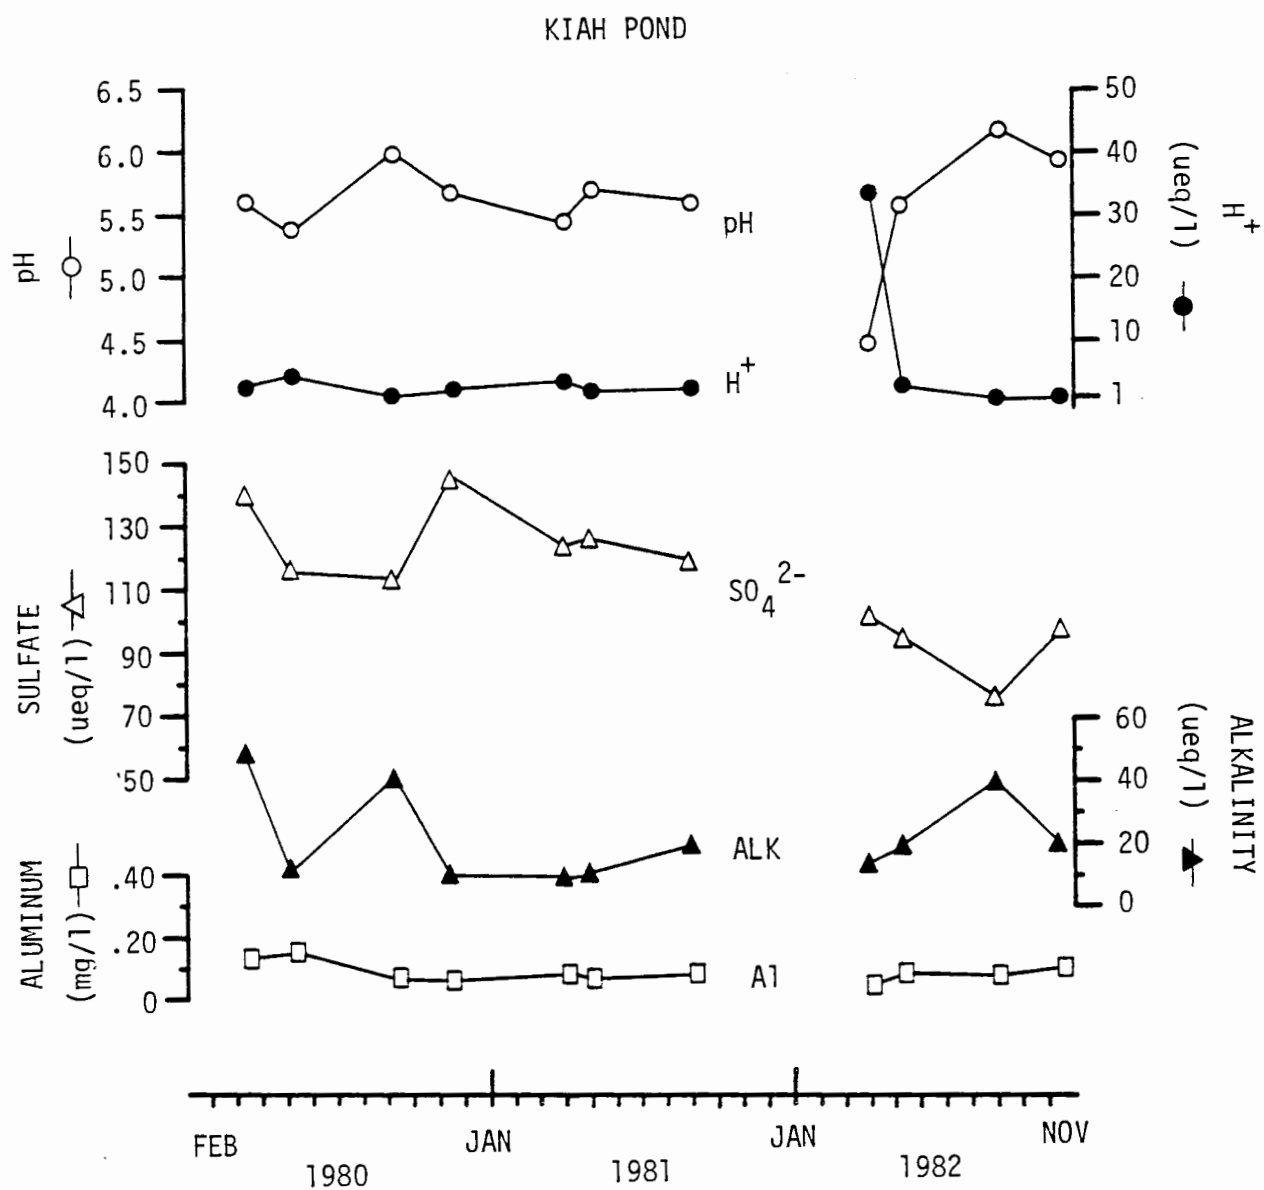 KIAH POND
6.5
6.0
5.5
5.0
4.5
4.0
pH
50
40
30
20
10
1
H+
(ueq/l)
pH
H+
150
130
110
90
70
50
SULFATE
(ueq/l)
SO4 2-
60
40
20
0
ALKALINITY
(ueq/l)
ALK
.40
.20
0
ALUMINUM
(mg/l)
Al
FEB
JAN
JAN
NOV
1980
1981
1982